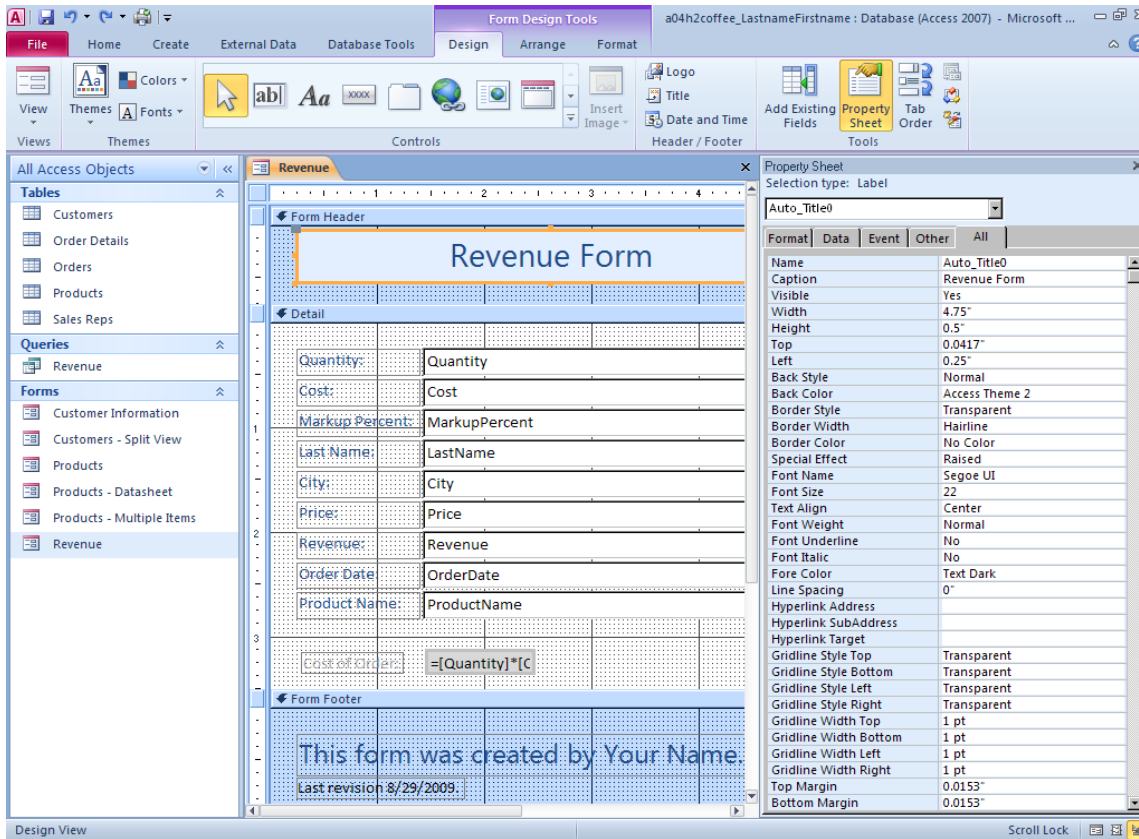 Form Design Tools
a04h2coffee_LastnameFirstname : Database (Access 2007) - Microsoft ...
File Home Create External Data Database Tools Design Arrange Format
View
Views
Aa
Themes
Colors
Fonts
Themes
ab|
Aa
xxxx
Insert
Image
Controls
Logo
Title
Date and Time
Header / Footer
Add Existing
Fields
Property
Sheet
Tab
Order
Tools
All Access Objects
Tables
Customers
Order Details
Orders
Products
Sales Reps
Queries
Revenue
Forms
Customer Information
Customers - Split View
Products
Products - Datasheet
Products - Multiple Items
Revenue
Revenue
1 2 3 4
Form Header
Revenue Form
Detail
Quantity: Quantity
Cost: Cost
1
Markup Percent: MarkupPercent
Last Name: LastName
City: City
Price: Price
2
Revenue: Revenue
Order Date: OrderDate
Product Name: ProductName
3
Cost of Order: =[Quantity]*[C
Form Footer
This form was created by Your Name.
Last revision 8/29/2009.
Property Sheet
Selection type: Label
Auto_Title0
Format Data Event Other All
Name Auto_Title0
Caption Revenue Form
Visible Yes
Width 4.75"
Height 0.5"
Top 0.0417"
Left 0.25"
Back Style Normal
Back Color Access Theme 2
Border Style Transparent
Border Width Hairline
Border Color No Color
Special Effect Raised
Font Name Segoe UI
Font Size 22
Text Align Center
Font Weight Normal
Font Underline No
Font Italic No
Fore Color Text Dark
Line Spacing 0"
Hyperlink Address
Hyperlink SubAddress
Hyperlink Target
Gridline Style Top Transparent
Gridline Style Bottom Transparent
Gridline Style Left Transparent
Gridline Style Right Transparent
Gridline Width Top 1 pt
Gridline Width Bottom 1 pt
Gridline Width Left 1 pt
Gridline Width Right 1 pt
Top Margin 0.0153"
Bottom Margin 0.0153"
Design View
Scroll Lock